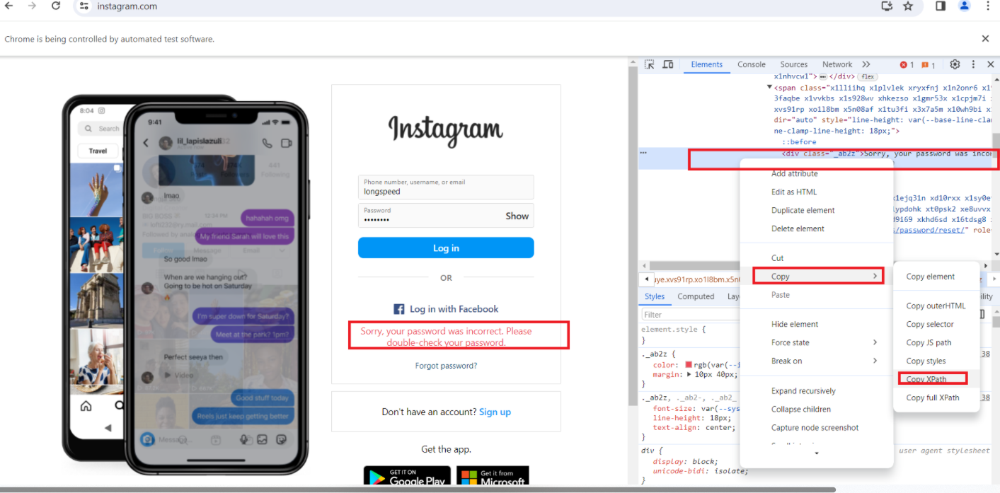 instagram.com
Chrome is being controlled by automated test software.
8:04
Search
Travel
9:41
lil_lapislazuli
lmao
hahahah omg
My friend Sarah will love this
So good lmao
When are we hanging out?
Going to be hot on Saturday
I'm super down for Saturday?
Meet at the park? 1pm?
Perfect seeya then
Video
Good stuff today
Reels just keep getting better
Message...
Instagram
Phone number, username, or email
longspeed
Password
••••••••
Show
Log in
OR
Log in with Facebook
Sorry, your password was incorrect. Please
double-check your password.
Forgot password?
Don't have an account? Sign up
Get the app.
GET IT ON
Google Play
Get it from
Microsoft
Elements Console Sources Network 1 1
x1nhvcw1"> </div> flex
<span class="x1lliihq x1plvlek xryxfnj x1n2onr6
3faqbe x1vvkbs x1s928wv xhkezso x1gmr53x x1cpjm7i
xvs91rp xo1l8bm x5n08af x1tu3fi x3x7a5m x10wh9bi
dir="auto" style="line-height: var(--base-line-cla
ne-clamp-line-height: 18px;">
::before
<div class="_ab2z">Sorry, your password was incor
x1ejq31n xd10rxx x1sy0e
lypdohk xt0psk2 xe8uvvx
l9169 xkhd6sd x16tdsg8
s/password/reset/" role
Add attribute
Edit as HTML
Duplicate element
Delete element
Cut
Copy
Paste
Hide element
Force state
Break on
Expand recursively
Collapse children
Capture node screenshot
Copy element
Copy outerHTML
Copy selector
Copy JS path
Copy styles
Copy XPath
Copy full XPath
uye.xvs91rp.xo1l8bm.x5n
Styles Computed Lay
Filter
element.style {
}
._ab2z { 38
color: rgb(var(--i
margin: 10px 40px;
}
._ab2z, ._ab2-, ._ab2_ 38
font-size: var(--sys
line-height: 18px;
text-align: center;
}
div { user agent stylesheet
display: block;
unicode-bidi: isolate;
}